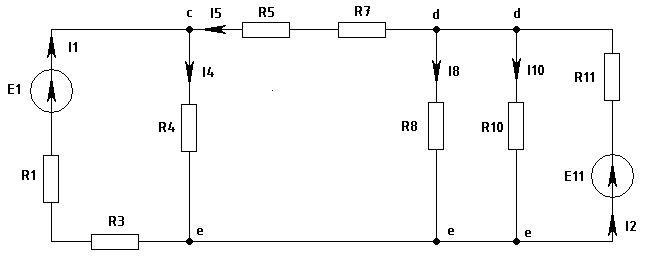 c I5 R5 R7 d d
I1 I4 I8 I10 R11
E1
R4 R8 R10
R1 E11
R3 e e e I2